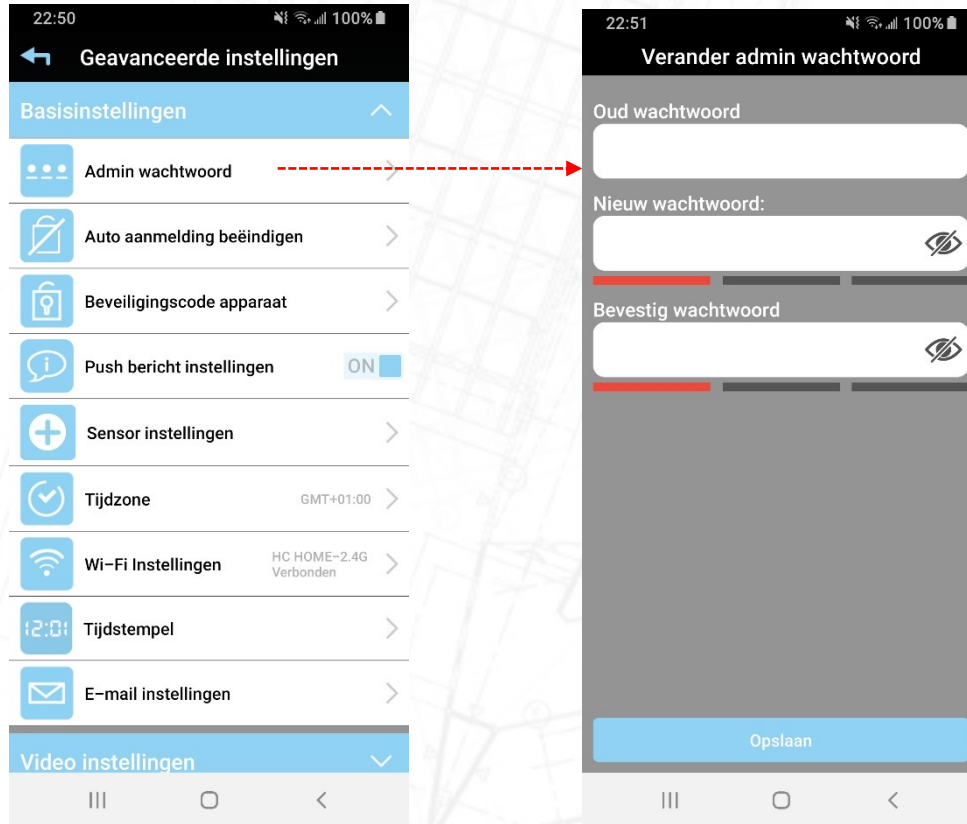 22:50 100%
Geavanceerde instellingen
Basisinstellingen
Admin wachtwoord
Auto aanmelding beëindigen
Beveiligingscode apparaat
Push bericht instellingen ON
Sensor instellingen
Tijdzone GMT+01:00
Wi-Fi Instellingen HC HOME-2.4G
Verbonden
12:01 Tijdstempel
E-mail instellingen
Video instellingen
22:51 100%
Verander admin wachtwoord
Oud wachtwoord
Nieuw wachtwoord:
Bevestig wachtwoord
Opslaan